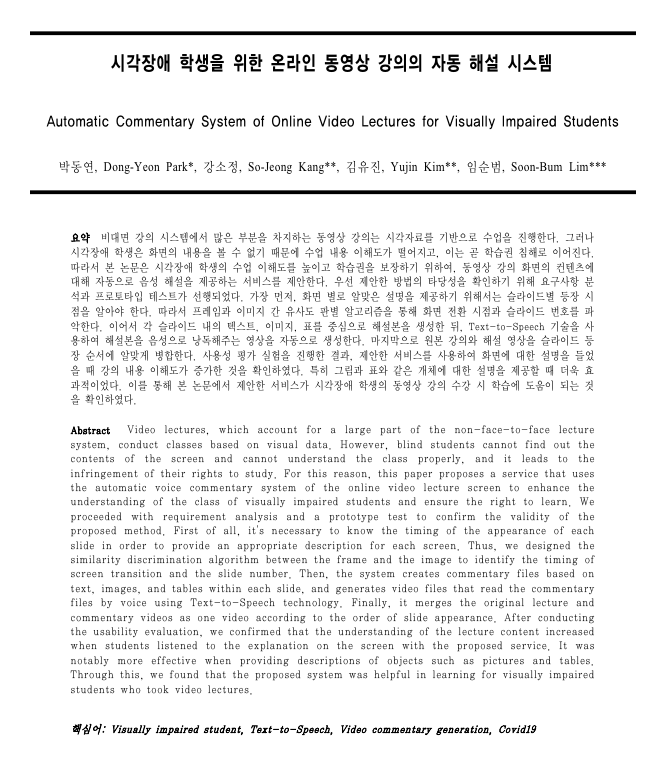 시각장애 학생을 위한 온라인 동영상 강의의 자동 해설 시스템
Automatic Commentary System of Online Video Lectures for Visually Impaired Students
박동연, Dong-Yeon Park*, 강소정, So-Jeong Kang**, 김유진, Yujin Kim**, 임순범, Soon-Bum Lim***
요약 비대면 강의 시스템에서 많은 부분을 차지하는 동영상 강의는 시각자료를 기반으로 수업을 진행한다. 그러나
시각장애 학생은 화면의 내용을 볼 수 없기 때문에 수업 내용 이해도가 떨어지고, 이는 곧 학습권 침해로 이어진다.
따라서 본 논문은 시각장애 학생의 수업 이해도를 높이고 학습권을 보장하기 위하여, 동영상 강의 화면의 컨텐츠에
대해 자동으로 음성 해설을 제공하는 서비스를 제안한다. 우선 제안한 방법의 타당성을 확인하기 위해 요구사항 분
석과 프로토타입 테스트가 선행되었다. 가장 먼저, 화면 별로 알맞은 설명을 제공하기 위해서는 슬라이드별 등장 시
점을 알아야 한다. 따라서 프레임과 이미지 간 유사도 판별 알고리즘을 통해 화면 전환 시점과 슬라이드 번호를 파
악한다. 이어서 각 슬라이드 내의 텍스트, 이미지, 표를 중심으로 해설본을 생성한 뒤, Text-to-Speech 기술을 사
용하여 해설본을 음성으로 낭독해주는 영상을 자동으로 생성한다. 마지막으로 원본 강의와 해설 영상을 슬라이드 등
장 순서에 알맞게 병합한다. 사용성 평가 실험을 진행한 결과, 제안한 서비스를 사용하여 화면에 대한 설명을 들었
을 때 강의 내용 이해도가 증가한 것을 확인하였다. 특히 그림과 표와 같은 개체에 대한 설명을 제공할 때 더욱 효
과적이었다. 이를 통해 본 논문에서 제안한 서비스가 시각장애 학생의 동영상 강의 수강 시 학습에 도움이 되는 것
을 확인하였다.
Abstract Video lectures, which account for a large part of the non-face-to-face lecture
system, conduct classes based on visual data. However, blind students cannot find out the
contents of the screen and cannot understand the class properly, and it leads to the
infringement of their rights to study. For this reason, this paper proposes a service that uses
the automatic voice commentary system of the online video lecture screen to enhance the
understanding of the class of visually impaired students and ensure the right to learn. We
proceeded with requirement analysis and a prototype test to confirm the validity of the
proposed method. First of all, it's necessary to know the timing of the appearance of each
slide in order to provide an appropriate description for each screen. Thus, we designed the
similarity discrimination algorithm between the frame and the image to identify the timing of
screen transition and the slide number. Then, the system creates commentary files based on
text, images, and tables within each slide, and generates video files that read the commentary
files by voice using Text-to-Speech technology. Finally, it merges the original lecture and
commentary videos as one video according to the order of slide appearance. After conducting
the usability evaluation, we confirmed that the understanding of the lecture content increased
when students listened to the explanation on the screen with the proposed service. It was
notably more effective when providing descriptions of objects such as pictures and tables.
Through this, we found that the proposed system was helpful in learning for visually impaired
students who took video lectures.
핵심어: Visually impaired student, Text-to-Speech, Video commentary generation, Covid19